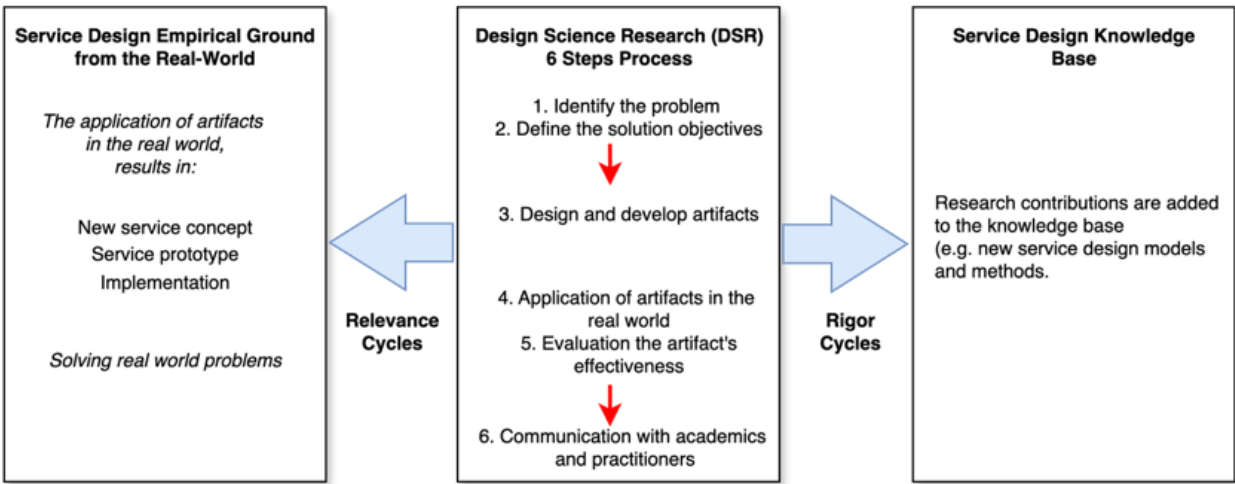 Service Design Empirical Ground
from the Real-World
The application of artifacts
in the real world,
results in:
New service concept
Service prototype
Implementation
Solving real world problems
Relevance
Cycles
Design Science Research (DSR)
6 Steps Process
1. Identify the problem
2. Define the solution objectives
3. Design and develop artifacts
4. Application of artifacts in the
real world
5. Evaluation the artifact's
effectiveness
6. Communication with academics
and practitioners
Rigor
Cycles
Service Design Knowledge
Base
Research contributions are added
to the knowledge base
(e.g. new service design models
and methods.